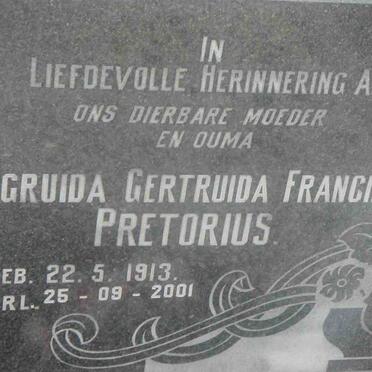 IN
LIEFDEVOLLE HERINNERING A
ONS DIERBARE MOEDER
EN OUMA
GRUIDA GERTRUIDA FRANCI
PRETORIUS.
EB. 22. 5. 1913.
RL. 25 - 09 - 2001